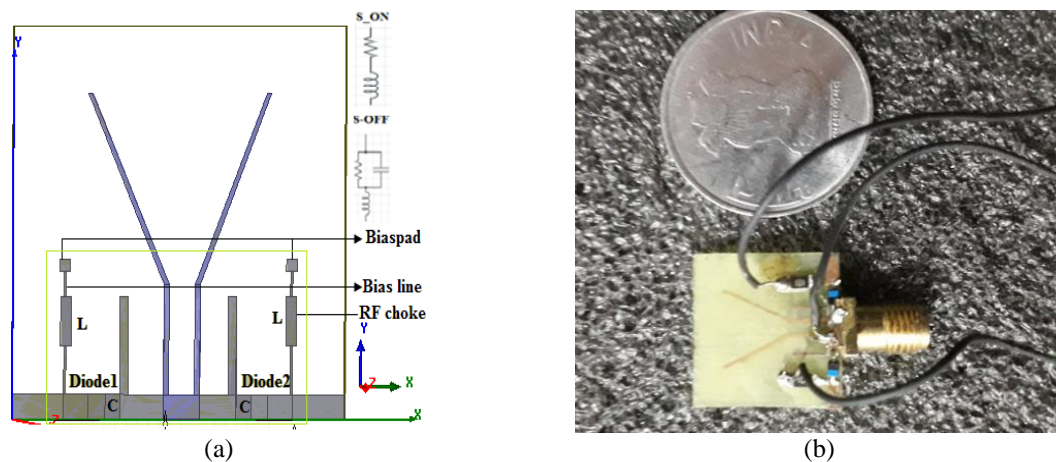 S_ON
Y
S-OFF
Biaspad
Bias line
L
L
RF choke
Y
Diode1
Diode2
Z
X
C
C
X
Z
INDIA
(a)
(b)